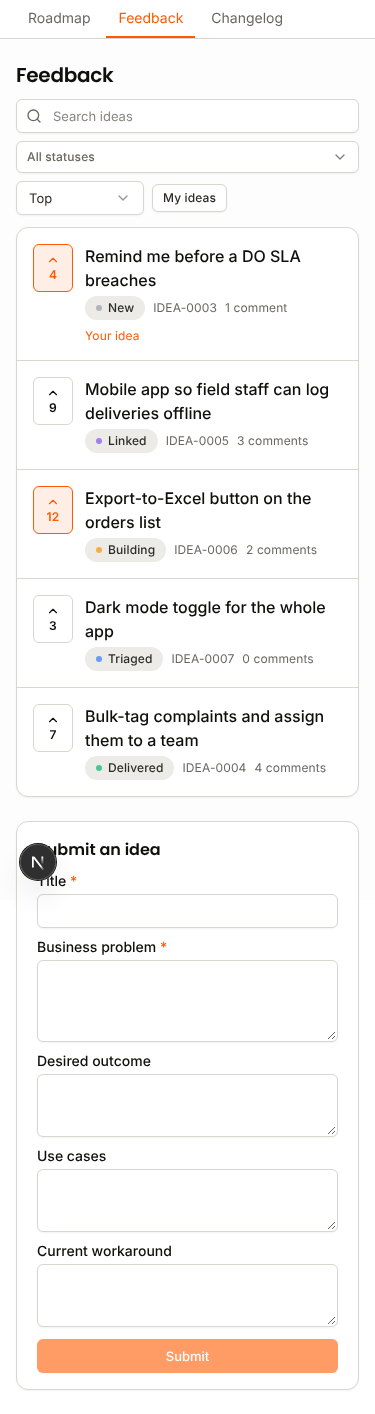 Roadmap Feedback Changelog
Feedback
Search ideas
All statuses
Top My ideas
4
Remind me before a DO SLA
breaches
New IDEA-0003 1 comment
Your idea
9
Mobile app so field staff can log
deliveries offline
Linked IDEA-0005 3 comments
12
Export-to-Excel button on the
orders list
Building IDEA-0006 2 comments
3
Dark mode toggle for the whole
app
Triaged IDEA-0007 0 comments
7
Bulk-tag complaints and assign
them to a team
Delivered IDEA-0004 4 comments
Submit an idea
N
Title *
Business problem *
Desired outcome
Use cases
Current workaround
Submit